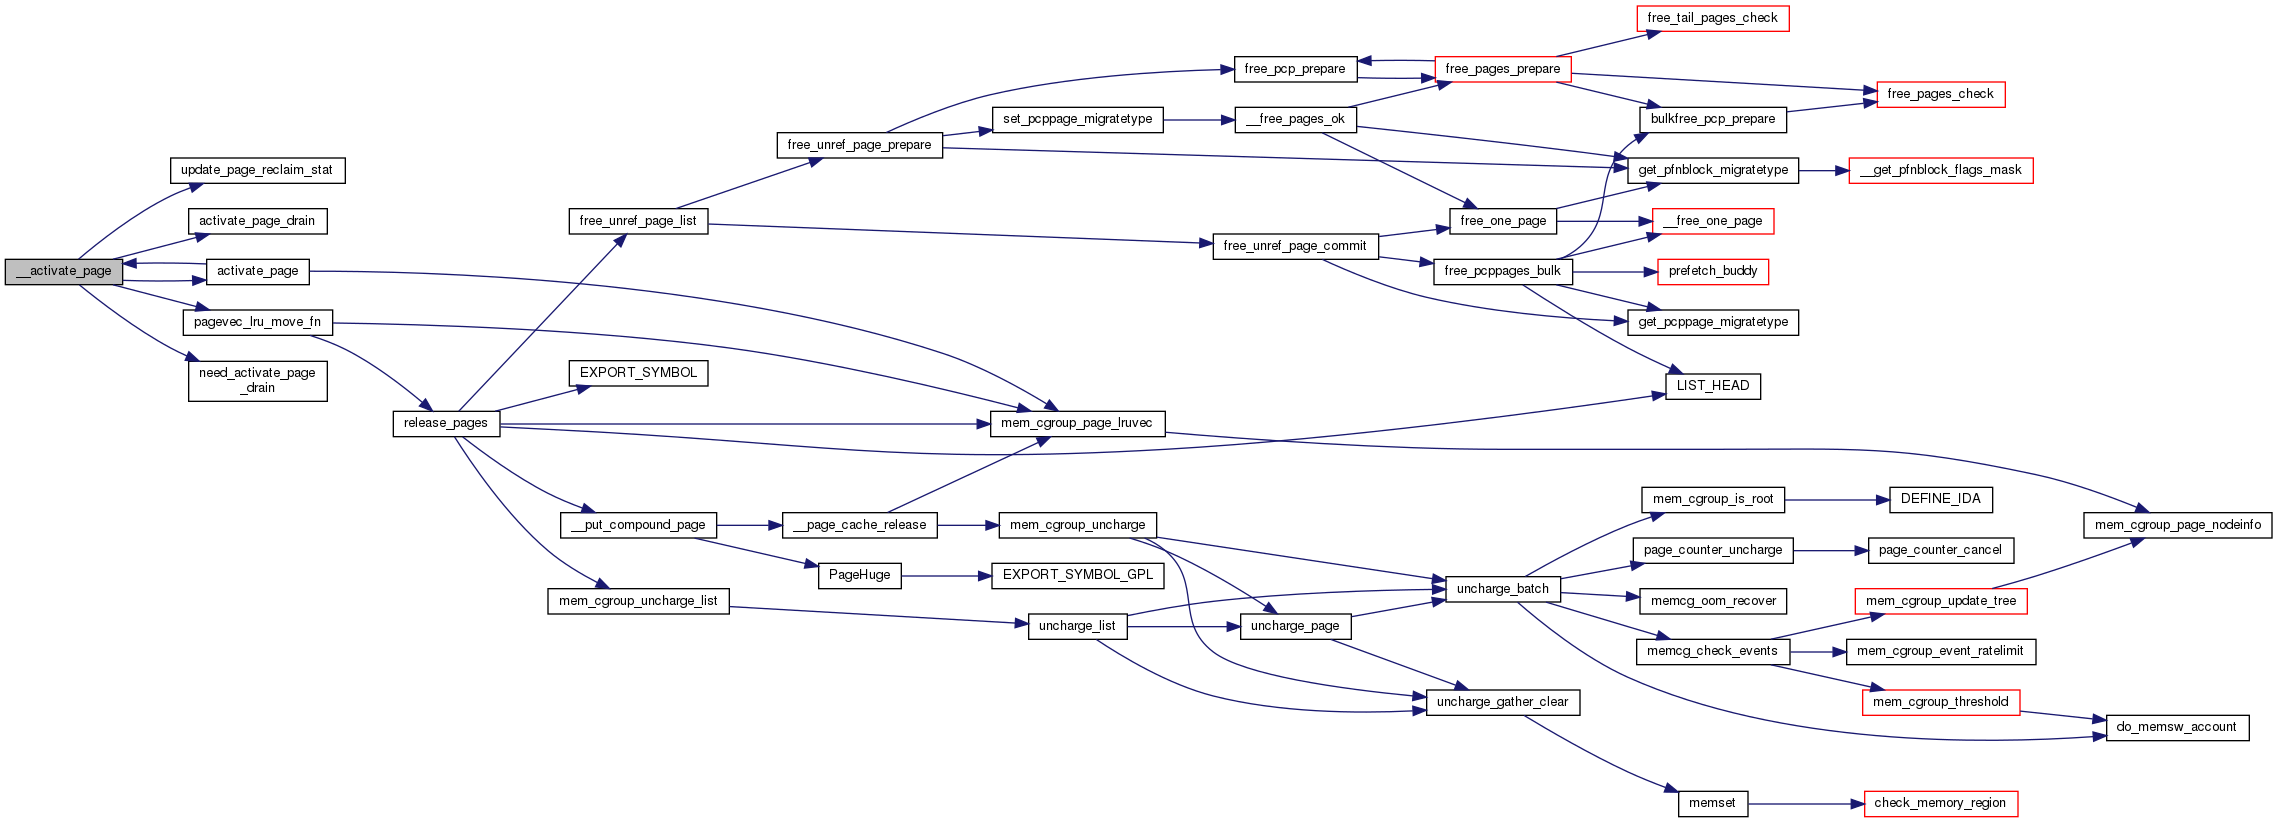 __activate_page
update_page_reclaim_stat
activate_page_drain
activate_page
pagevec_lru_move_fn
need_activate_page
_drain
release_pages
free_unref_page_list
EXPORT_SYMBOL
__put_compound_page
mem_cgroup_uncharge_list
free_unref_page_prepare
__page_cache_release
PageHuge
set_pcppage_migratetype
mem_cgroup_page_lruvec
mem_cgroup_uncharge
EXPORT_SYMBOL_GPL
uncharge_list
free_pcp_prepare
__free_pages_ok
free_unref_page_commit
uncharge_page
free_pages_prepare
free_one_page
free_pcppages_bulk
uncharge_batch
uncharge_gather_clear
free_tail_pages_check
bulkfree_pcp_prepare
get_pfnblock_migratetype
__free_one_page
prefetch_buddy
get_pcppage_migratetype
LIST_HEAD
mem_cgroup_is_root
page_counter_uncharge
memcg_oom_recover
memcg_check_events
memset
free_pages_check
__get_pfnblock_flags_mask
DEFINE_IDA
page_counter_cancel
mem_cgroup_update_tree
mem_cgroup_event_ratelimit
mem_cgroup_threshold
check_memory_region
mem_cgroup_page_nodeinfo
do_memsw_account